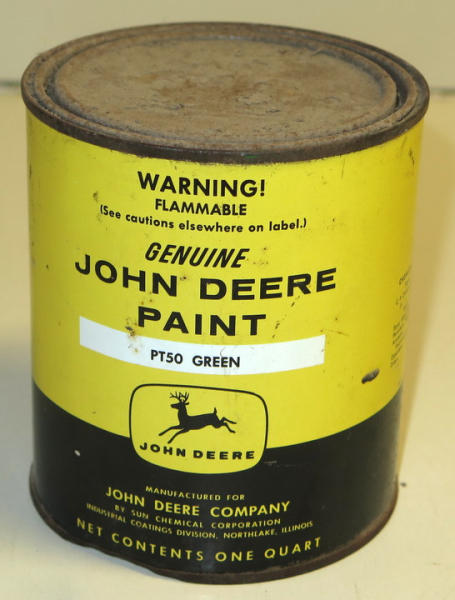 WARNING!
FLAMMABLE
(See cautions elsewhere on label.)
GENUINE
JOHN DEERE
PAINT
PT50 GREEN
JOHN DEERE
MANUFACTURED FOR
JOHN DEERE COMPANY
BY SUN CHEMICAL CORPORATION
INDUSTRIAL COATINGS DIVISION, NORTHLAKE, ILLINOIS
NET CONTENTS ONE QUART